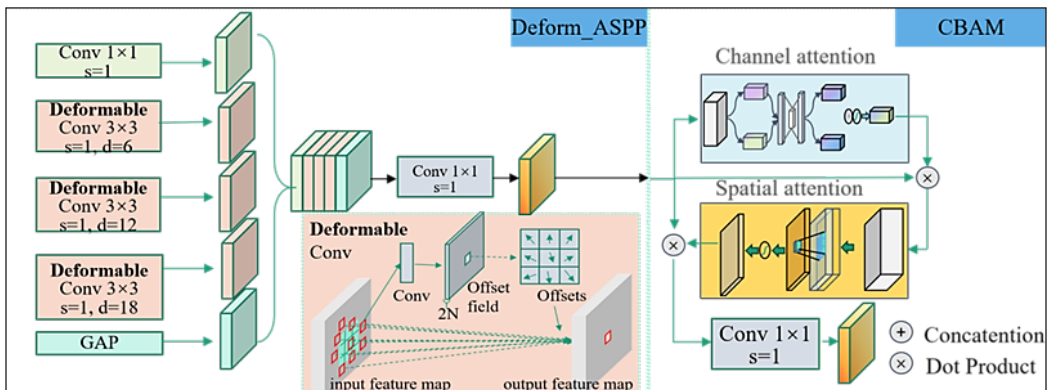 Deform_ASPP
CBAM
Conv 1×1
s=1
Deformable
Conv 3×3
s=1, d=6
Deformable
Conv 3×3
s=1, d=12
Deformable
Conv 3×3
s=1, d=18
GAP
Conv 1×1
s=1
Deformable
Conv
Conv
2N
Offset
field
Offsets
input feature map
output feature map
Channel attention
Spatial attention
Conv 1×1
s=1
+ Concatention
× Dot Product